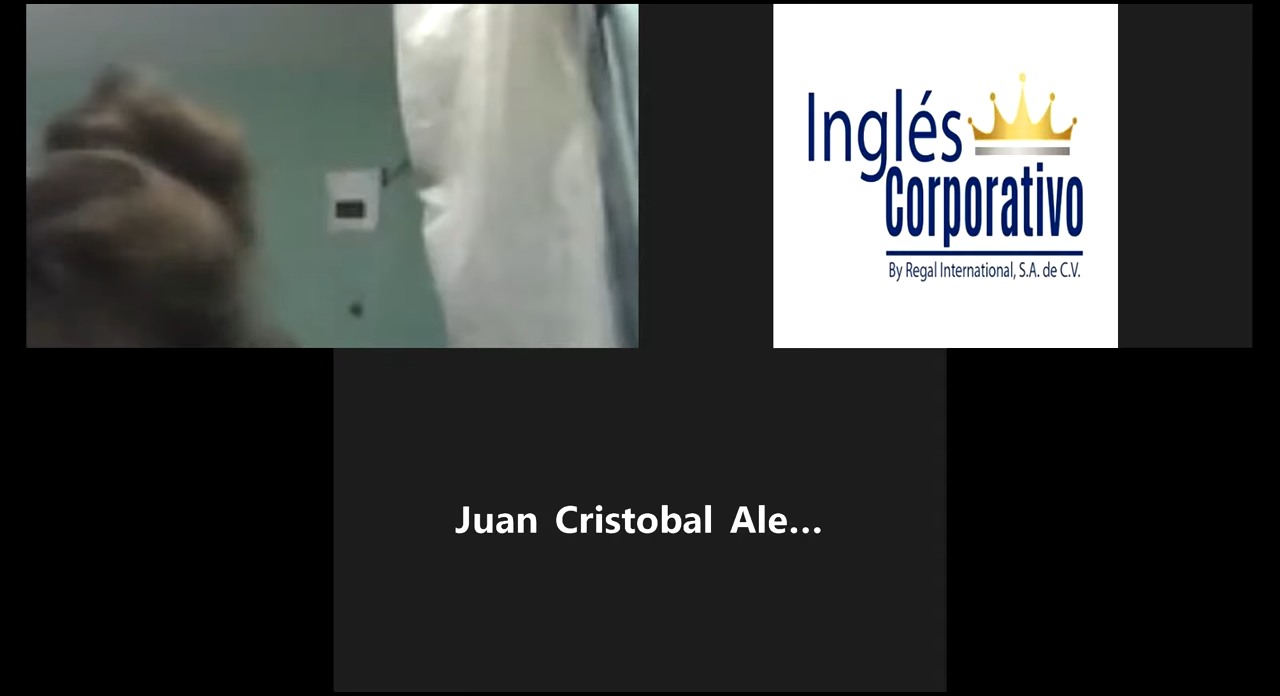 Inglés
Corporativo
By Regal International, S.A. de C.V.
Juan Cristobal Ale...